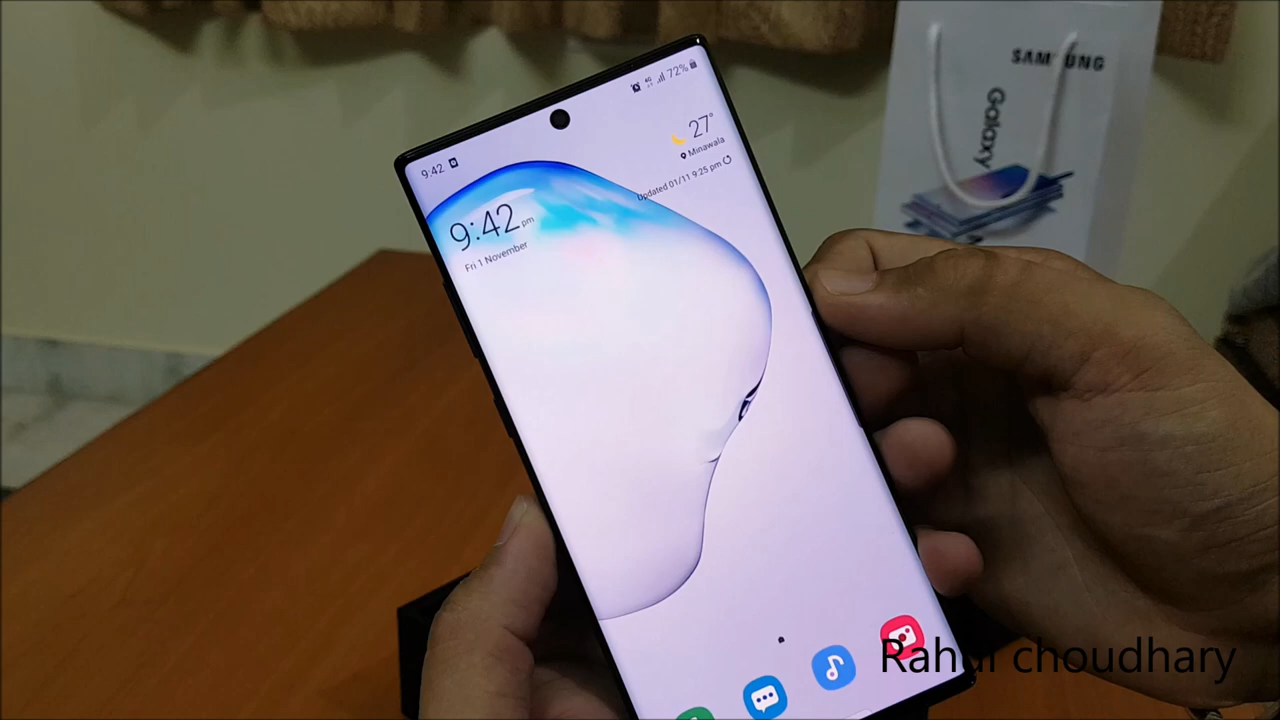 9:42
4G
72%
27°
Minawala
Updated 01/11 9:25 pm
9:42 pm
Fri 1 November
SAMSUNG
Galaxy
Rahul choudhary